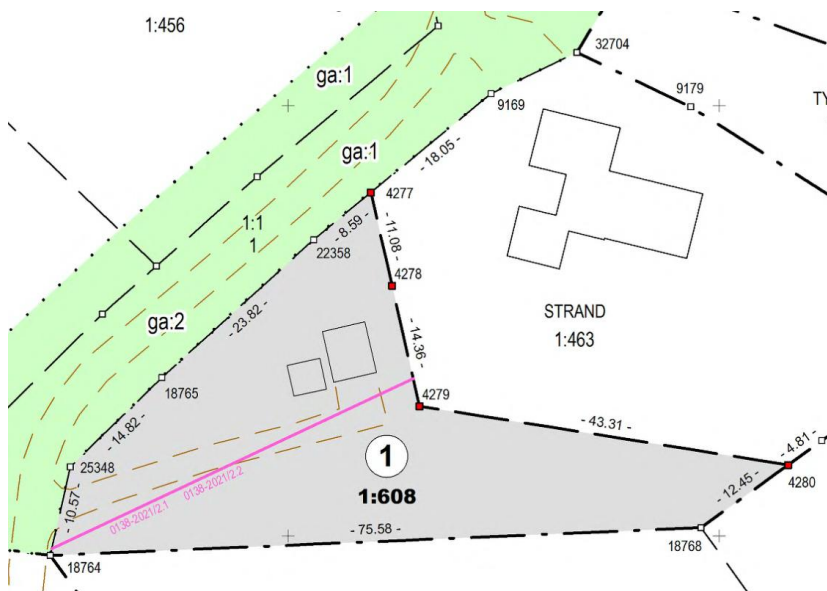 1:456
32704
ga:1
9179
TY
9169
ga:1
- 18.05 -
4277
1:1
1
- 8.59 -
- 11.08 -
22358
4278
ga:2
- 23.82 -
STRAND
1:463
- 14.36 -
18765
4279
- 14.82 -
- 43.31 -
- 4.81 -
25348
1
4280
0138-2021/2.1 0138-2021/2.2
- 12.45 -
1:608
- 10.57 -
- 75.58 -
18764
18768